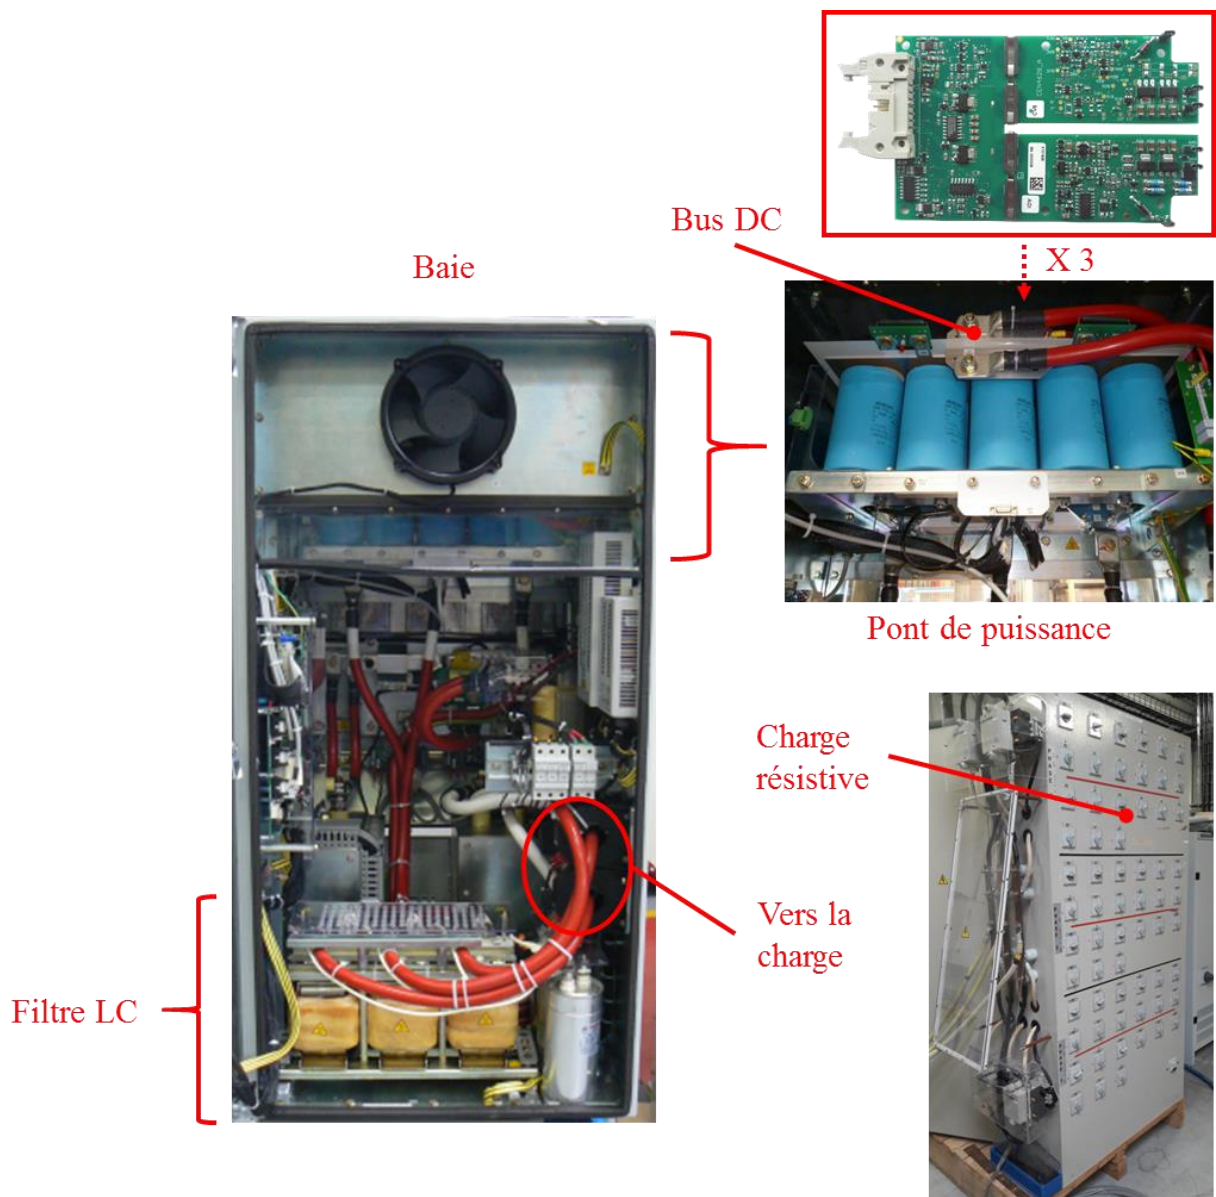 Bus DC
X 3
Baie
Pont de puissance
Charge
résistive
Vers la
charge
Filtre LC